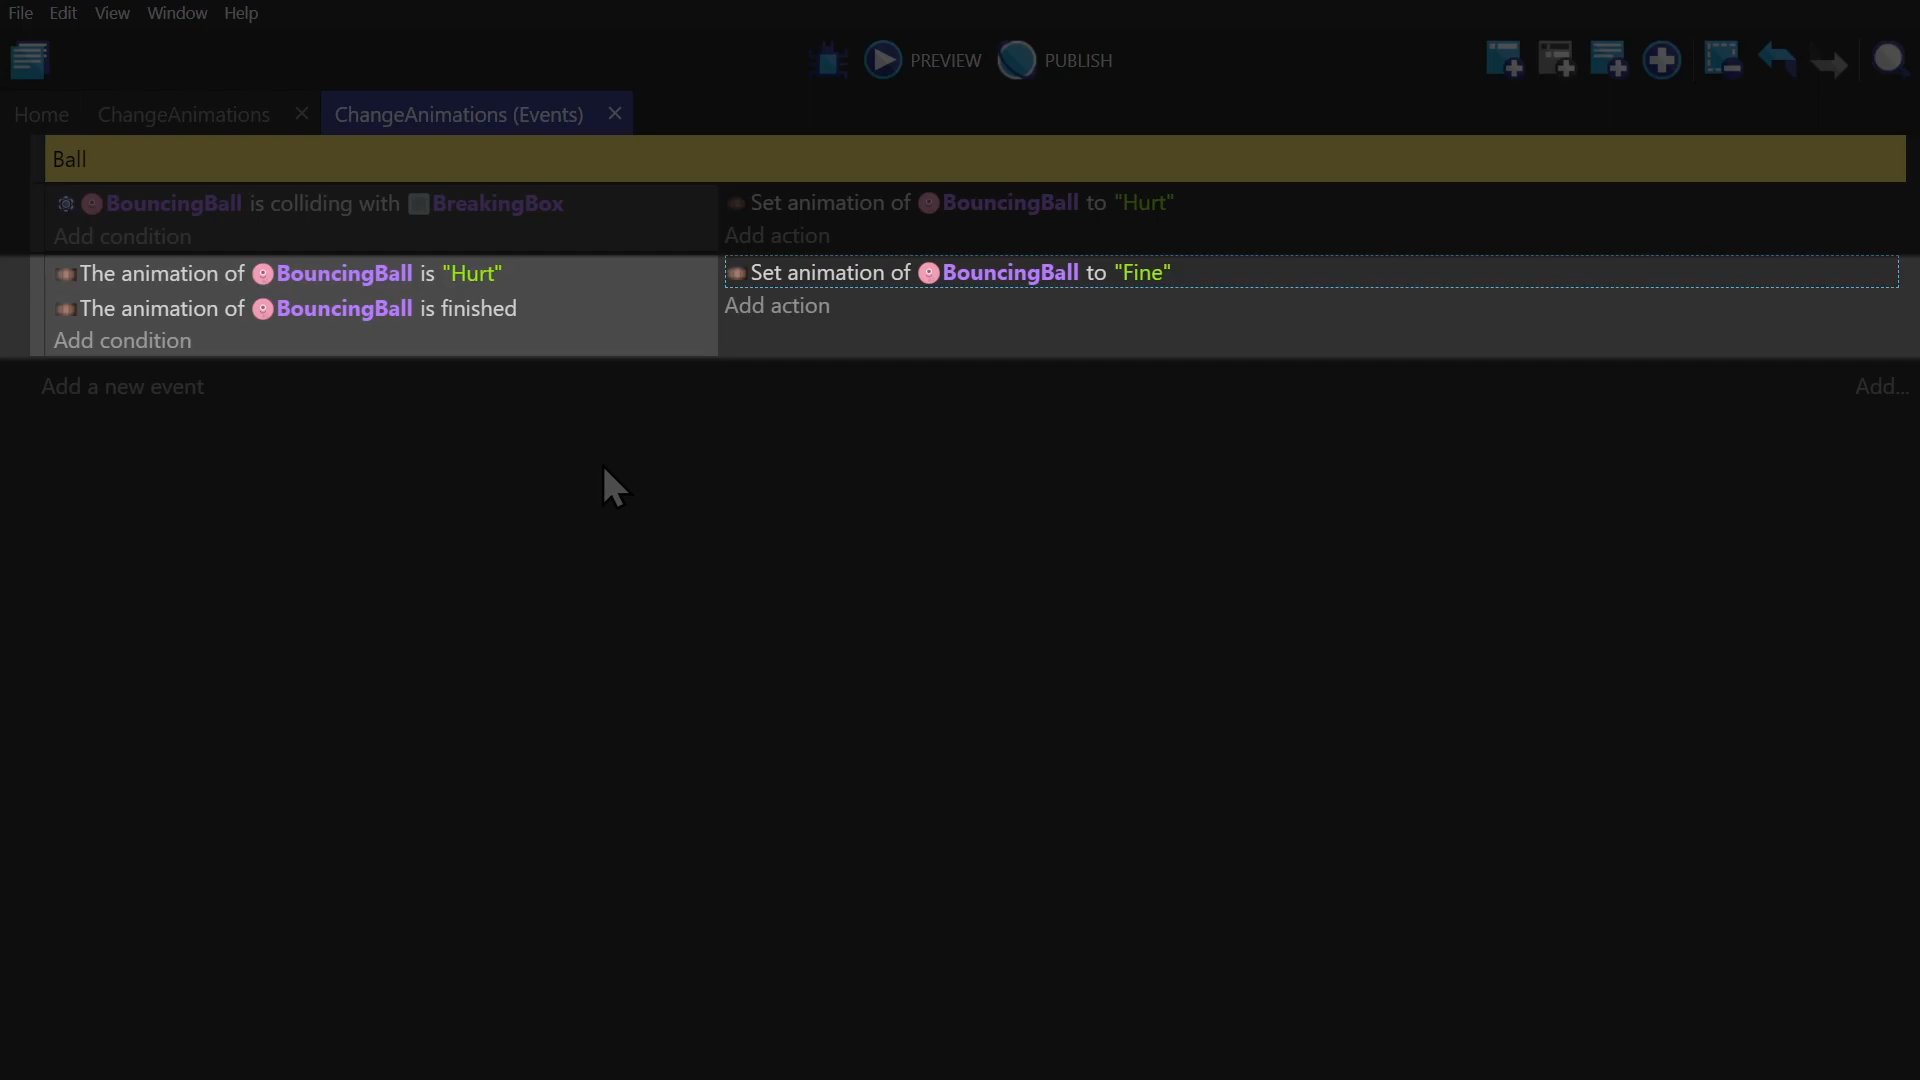 File Edit View Window Help
PREVIEW PUBLISH
Home ChangeAnimations ChangeAnimations (Events)
Ball
BouncingBall is colliding with BreakingBox Set animation of BouncingBall to "Hurt"
Add condition Add action
The animation of BouncingBall is "Hurt" Set animation of BouncingBall to "Fine"
The animation of BouncingBall is finished Add action
Add condition
Add a new event Add...